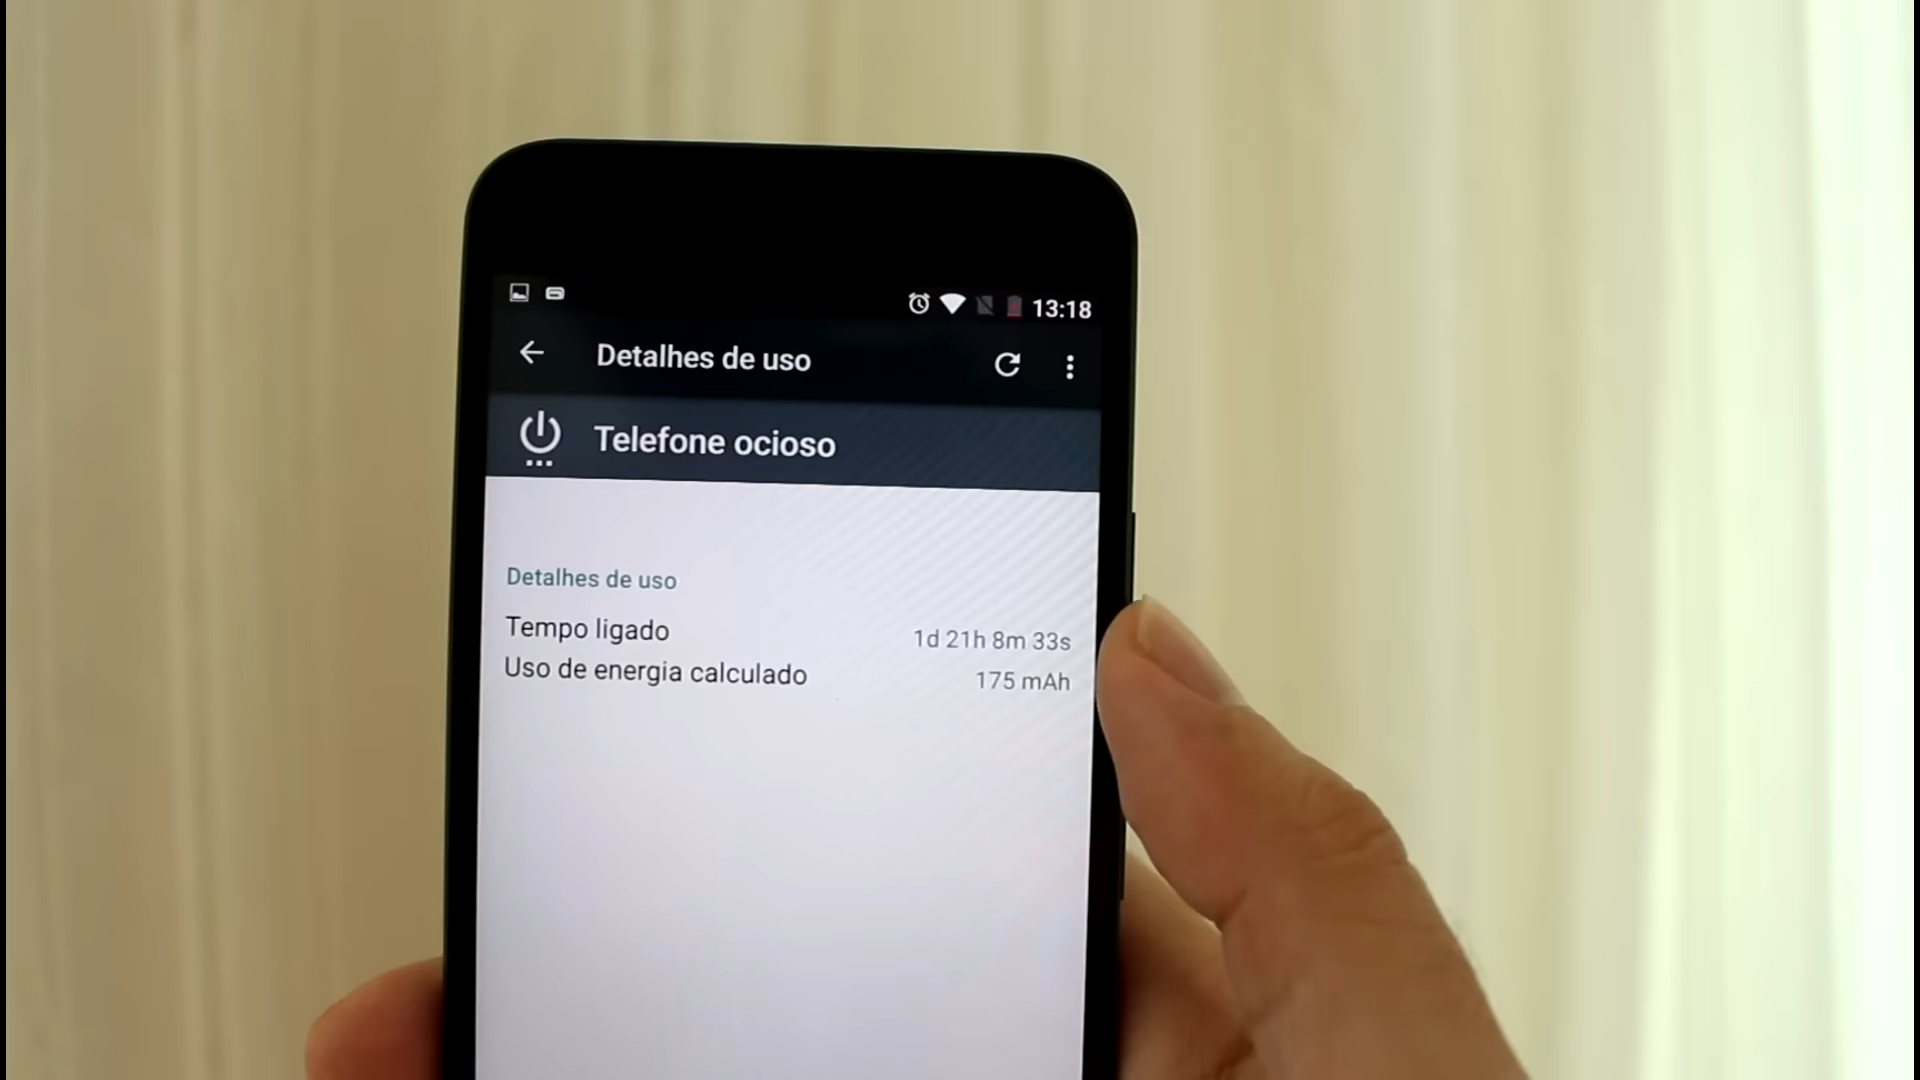 13:18
Detalhes de uso
Telefone ocioso
Detalhes de uso
Tempo ligado 1d 21h 8m 33s
Uso de energia calculado 175 mAh